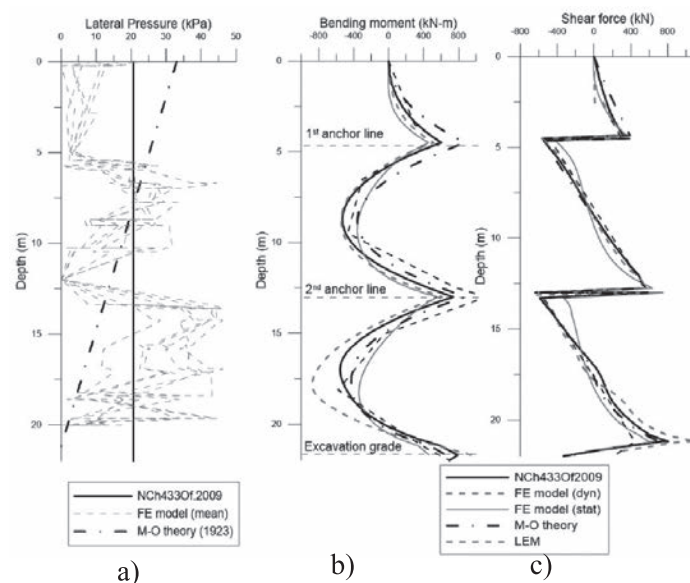 Lateral Pressure (kPa)
0 10 20 30 40 50
Depth (m)
0
5
10
15
20
NCh433Of.2009
FE model (mean)
M-O theory (1923)
a)
Bending moment (kN-m)
-800 -400 0 400 800
Depth (m)
0
5
10
15
20
1st anchor line
2nd anchor line
Excavation grade
b)
Shear force (kN)
-800 -400 0 400 800
Depth (m)
0
5
10
15
20
NCh433Of2009
FE model (dyn)
FE model (stat)
M-O theory
LEM
c)